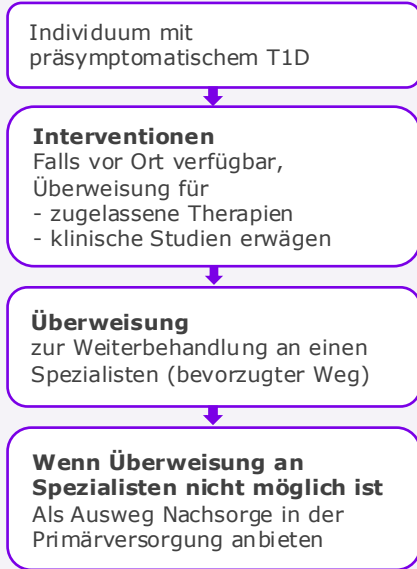 Individuum mit
präsymptomatischem T1D
Interventionen
Falls vor Ort verfügbar,
Überweisung für
- zugelassene Therapien
- klinische Studien erwägen
Überweisung
zur Weiterbehandlung an einen
Spezialisten (bevorzugter Weg)
Wenn Überweisung an
Spezialisten nicht möglich ist
Als Ausweg Nachsorge in der
Primärversorgung anbieten